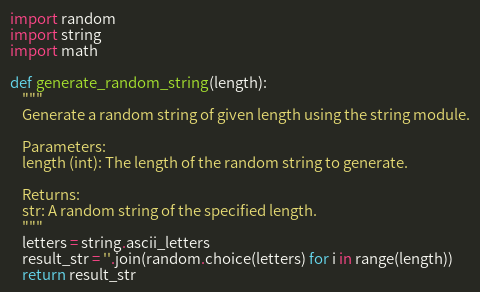 import random
import string
import math

def generate_random_string(length):
    """
    Generate a random string of given length using the string module.

    Parameters:
    length (int): The length of the random string to generate.

    Returns:
    str: A random string of the specified length.
    """
    letters = string.ascii_letters
    result_str = ''.join(random.choice(letters) for i in range(length))
    return result_str